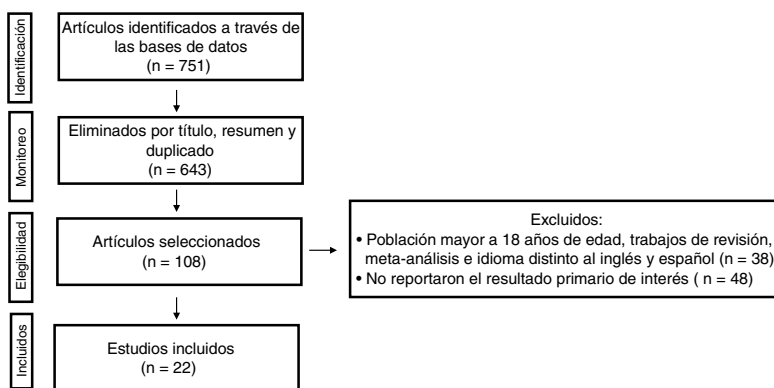 Identificación
Artículos identificados a través de
las bases de datos
(n = 751)
Monitoreo
Eliminados por título, resumen y
duplicado
(n = 643)
Elegibilidad
Artículos seleccionados
(n = 108)
Excluidos:
• Población mayor a 18 años de edad, trabajos de revisión,
meta-análisis e idioma distinto al inglés y español (n = 38)
• No reportaron el resultado primario de interés ( n = 48)
Incluidos
Estudios incluidos
(n = 22)